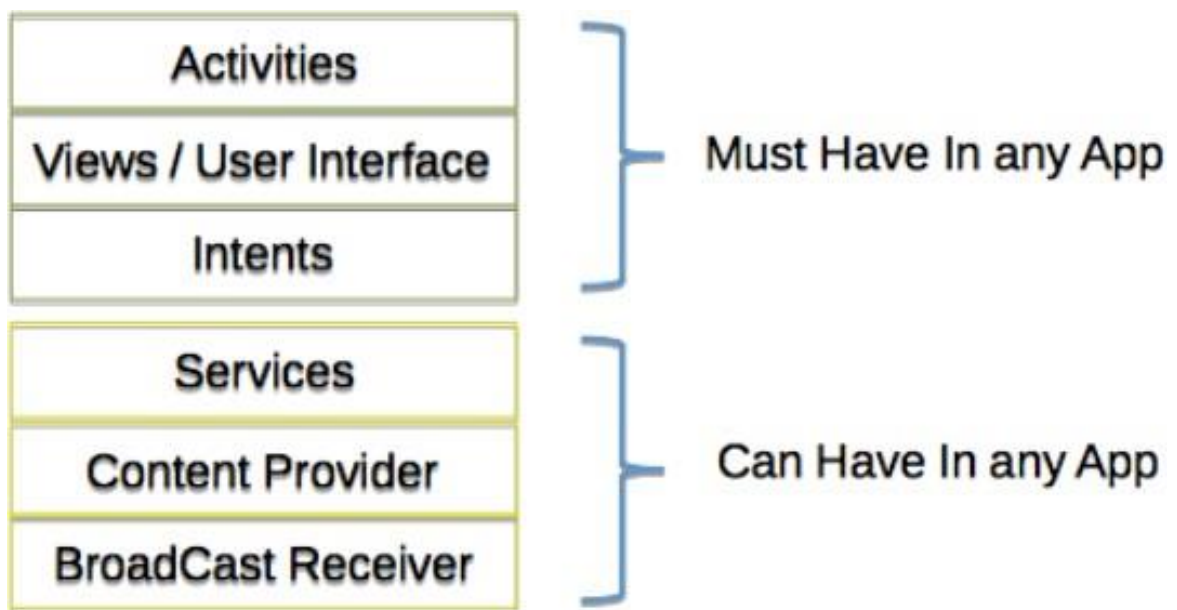 Activities
Views / User Interface
Intents
Must Have In any App
Services
Content Provider
BroadCast Receiver
Can Have In any App